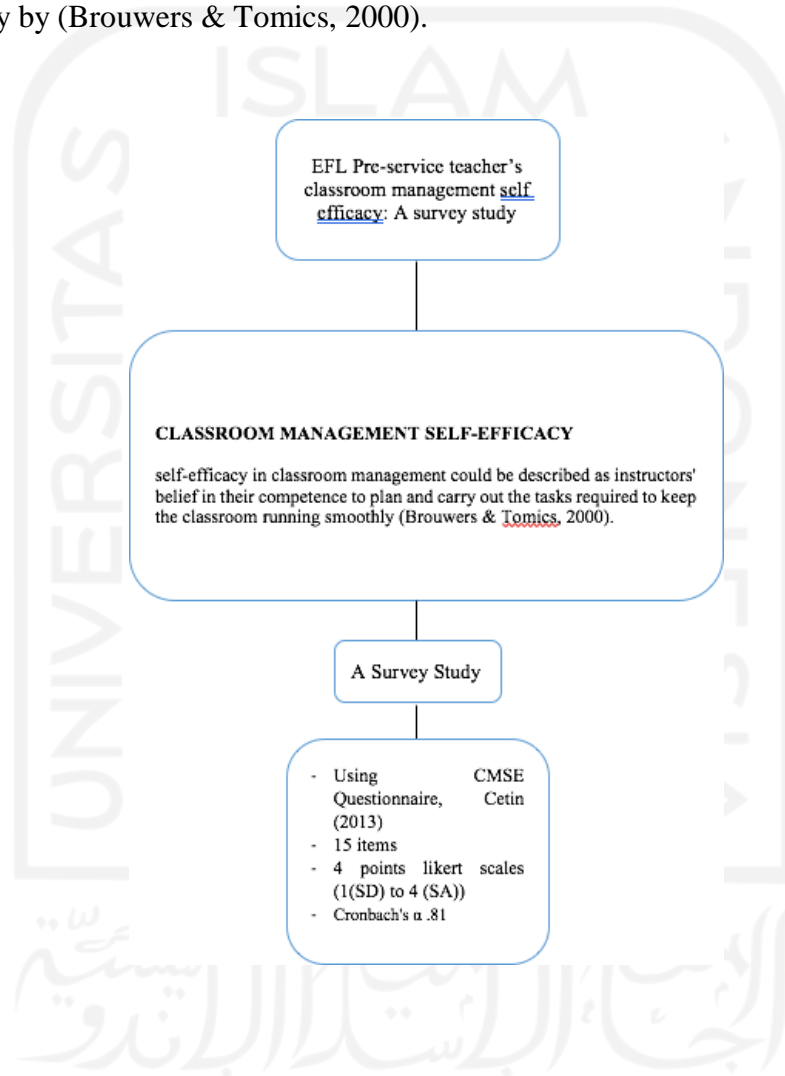 y by (Brouwers & Tomics, 2000).
ISLAM
UNIVERSITAS
EFL Pre-service teacher's
classroom management self
efficacy: A survey study
CLASSROOM MANAGEMENT SELF-EFFICACY
self-efficacy in classroom management could be described as instructors'
belief in their competence to plan and carry out the tasks required to keep
the classroom running smoothly (Brouwers & Tomics, 2000).
A Survey Study
- Using CMSE
Questionnaire, Cetin
(2013)
- 15 items
- 4 points likert scales
(1(SD) to 4 (SA))
- Cronbach's α .81